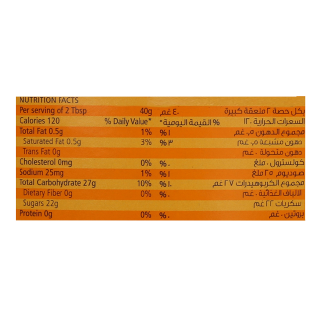 NUTRITION FACTS
Per serving of 2 Tbsp 40g ٤٠ غم بكل حصة ٢ ملعقة كبيرة
Calories 120 السعرات الحرارية ١٢٠
% Daily Value* % القيمة اليومية*
Total Fat 0.5g 1% %١ مجموع الدهون ٠,٥ غم
Saturated Fat 0.5g 3% %٣ دهون مشبعة ٠,٥ غم
Trans Fat 0g دهون متحولة ٠ غم
Cholesterol 0mg 0% %٠ كولسترول ٠ ملغ
Sodium 25mg 1% %١ صوديوم ٢٥ ملغ
Total Carbohydrate 27g 10% %١٠ مجموع الكربوهيدرات ٢٧ غم
Dietary Fiber 0g 0% %٠ الألياف الغذائية ٠ غم
Sugars 22g سكريات ٢٢ غم
Protein 0g 0% %٠ بروتين ٠ غم